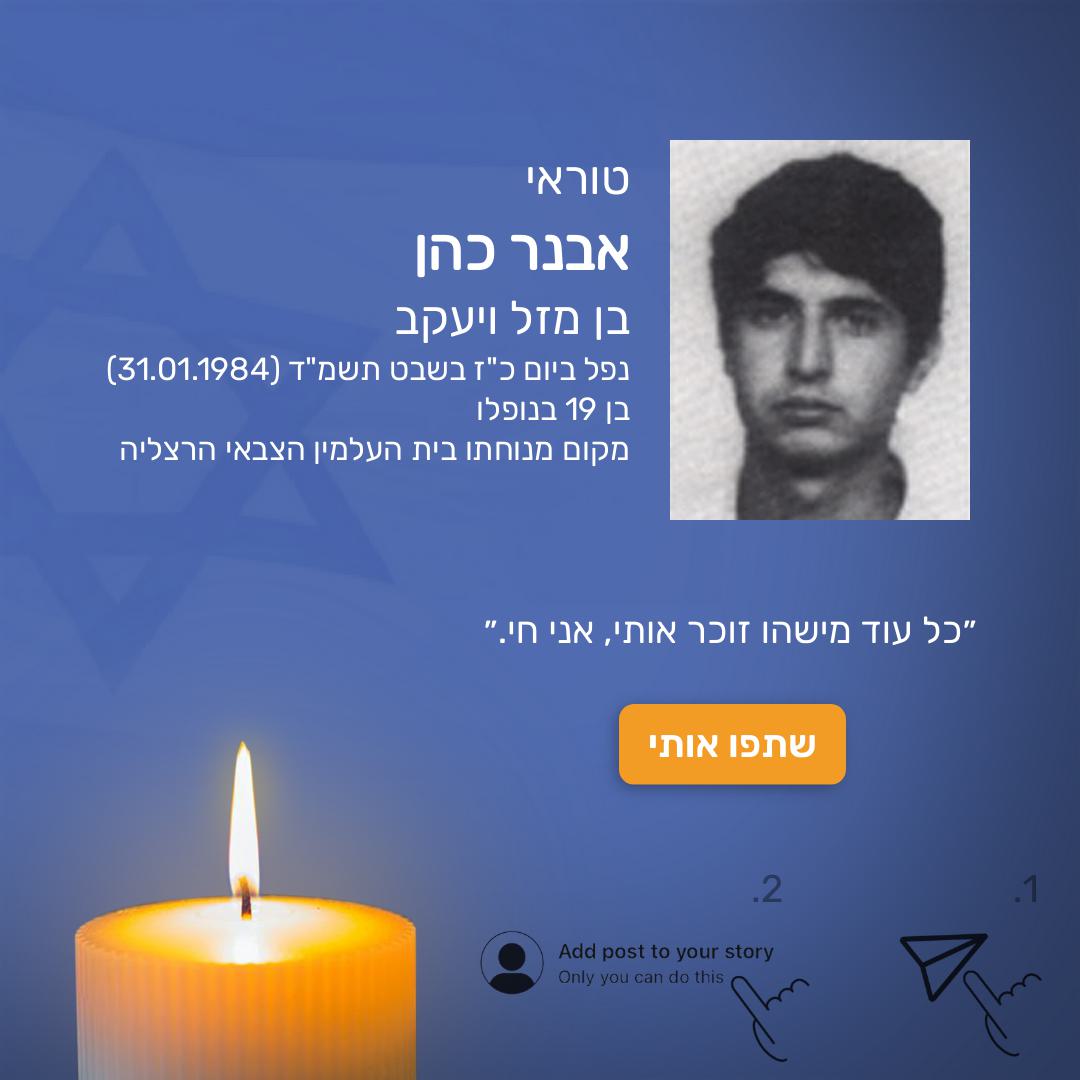 טוראי
אבנר כהן
בן מזל ויעקב
נפל ביום כ"ז בשבט תשמ"ד (31.01.1984)
בן 19 בנופלו
מקום מנוחתו בית העלמין הצבאי הרצליה
״כל עוד מישהו זוכר אותי, אני חי.״
שתפו אותי
.1
.2
Add post to your story
Only you can do this